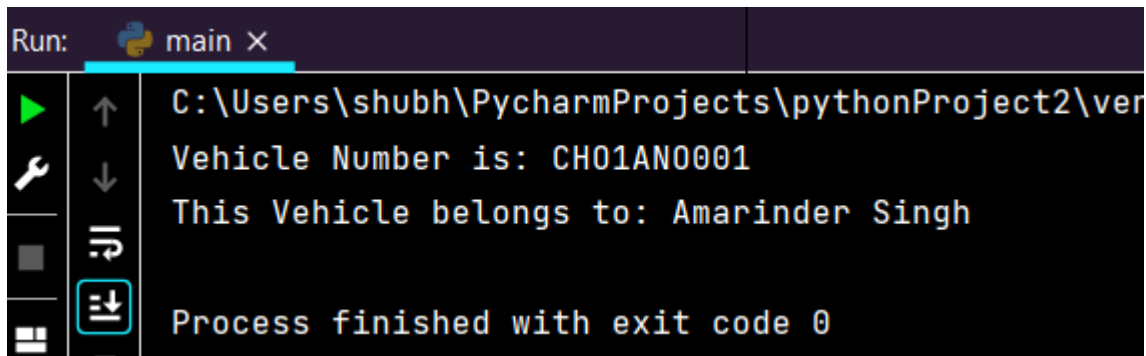 Run: main ×
C:\Users\shubh\PycharmProjects\pythonProject2\ver
Vehicle Number is: CHO1ANO001
This Vehicle belongs to: Amarinder Singh
Process finished with exit code 0